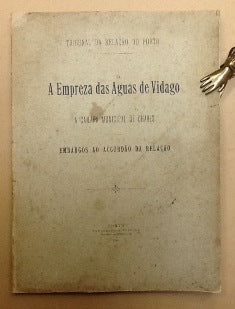 TRIBUNAL DA RELAÇÃO DO PORTO
A Empreza das Aguas de Vidago
A CAMARA MUNICIPAL DE CHAVES
EMBARGOS AO ACCORDÃO DA RELAÇÃO
PORTO